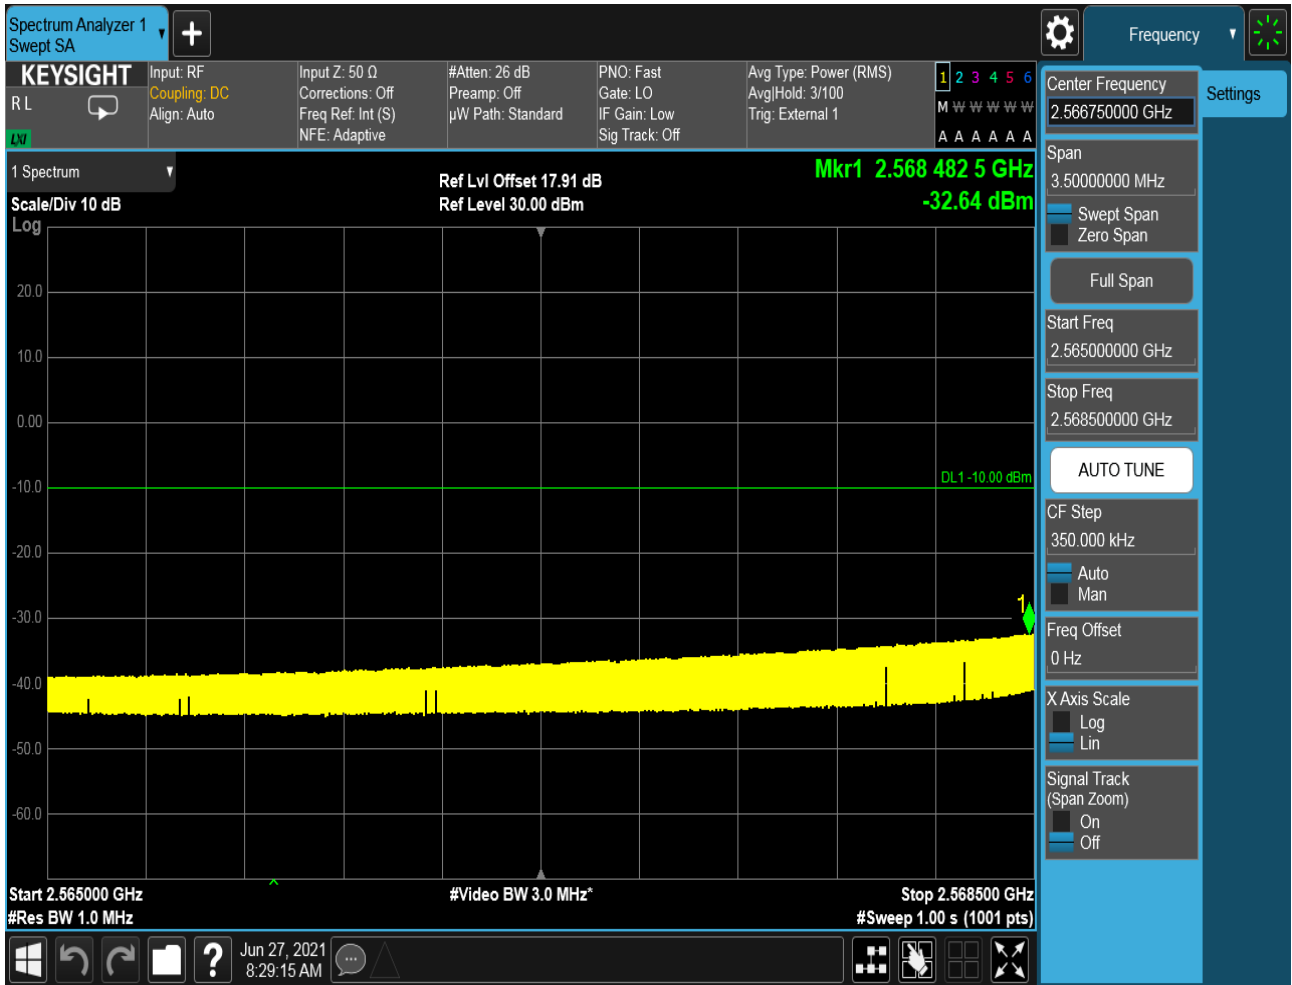 Spectrum Analyzer 1
Swept SA
Frequency
KEYSIGHT
R L
LXI
Input: RF
Coupling: DC
Align: Auto
Input Z: 50 Ω
Corrections: Off
Freq Ref: Int (S)
NFE: Adaptive
#Atten: 26 dB
Preamp: Off
µW Path: Standard
PNO: Fast
Gate: LO
IF Gain: Low
Sig Track: Off
Avg Type: Power (RMS)
Avg|Hold: 3/100
Trig: External 1
1 2 3 4 5 6
M W W W W W
A A A A A A
1 Spectrum
Scale/Div 10 dB
Log
Ref Lvl Offset 17.91 dB
Ref Level 30.00 dBm
Mkr1 2.568 482 5 GHz
-32.64 dBm
20.0
10.0
0.00
-10.0
-20.0
-30.0
-40.0
-50.0
-60.0
DL1 -10.00 dBm
1
Start 2.565000 GHz
#Res BW 1.0 MHz
#Video BW 3.0 MHz*
Stop 2.568500 GHz
#Sweep 1.00 s (1001 pts)
Jun 27, 2021
8:29:15 AM
Center Frequency
2.566750000 GHz
Settings
Span
3.50000000 MHz
Swept Span
Zero Span
Full Span
Start Freq
2.565000000 GHz
Stop Freq
2.568500000 GHz
AUTO TUNE
CF Step
350.000 kHz
Auto
Man
Freq Offset
0 Hz
X Axis Scale
Log
Lin
Signal Track
(Span Zoom)
On
Off